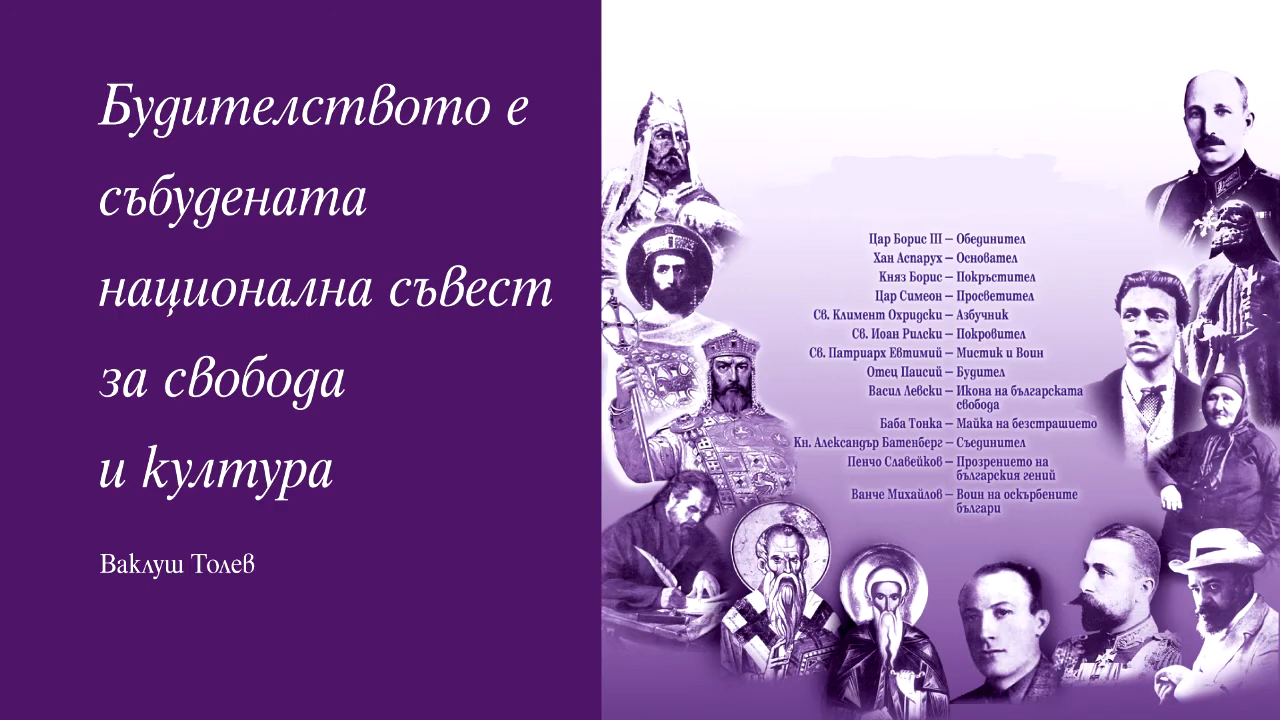 Будителството е
събудената
национална съвест
за свобода
и култура
Ваклуш Толев
Цар Борис III – Обединител
Хан Аспарух – Основател
Княз Борис – Покръстител
Цар Симеон – Просветител
Св. Климент Охридски – Азбучник
Св. Иоан Рилски – Покровител
Св. Патриарх Евтимий – Мистик и Воин
Отец Паисий – Будител
Васил Левски – Икона на българската
свобода
Баба Тонка – Майка на безстрашието
Кн. Александър Батенберг – Съединител
Пенчо Славейков – Прозрението на
българския гений
Ванче Михайлов – Воин на оскърбените
българи